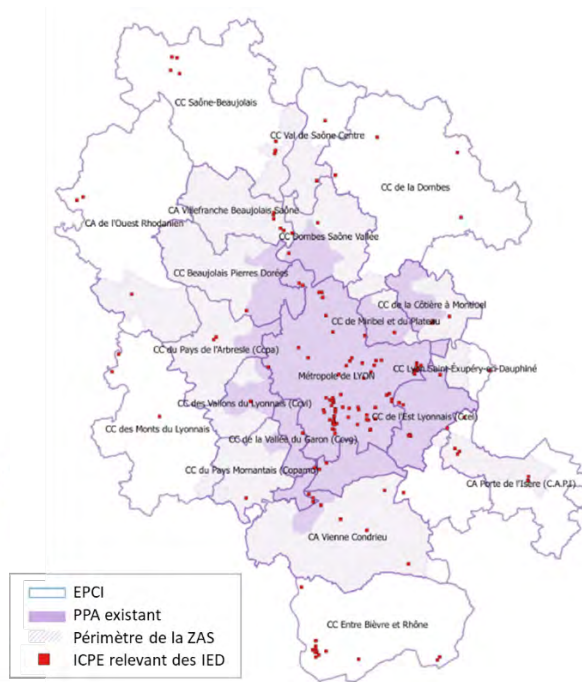 CC Saône-Beaujolais
CC Val de Saône Centre
CC de la Dombes
CA Villefranche Beaujolais Saône
CA de l'Ouest Rhodanien
CC Dombes Saône Vallée
CC Beaujolais Pierres Dorées
CC de la Côtière à Montluel
CC de Miribel et du Plateau
CC du Pays de l'Arbresle (Ccpa)
CC Lyon Saint-Exupéry-en-Dauphiné
Métropole de LYON
CC des Vallons du Lyonnais (Ccvl)
CC de l'Est Lyonnais (Ccel)
CC des Monts du Lyonnais
CC de la Vallée du Garon (Ccvg)
CC du Pays Mornantais (Copamo)
CA Porte de l'Isère (C.A.P.I)
CA Vienne Condrieu
CC Entre Bièvre et Rhône
EPCI
PPA existant
Périmètre de la ZAS
ICPE relevant des IED